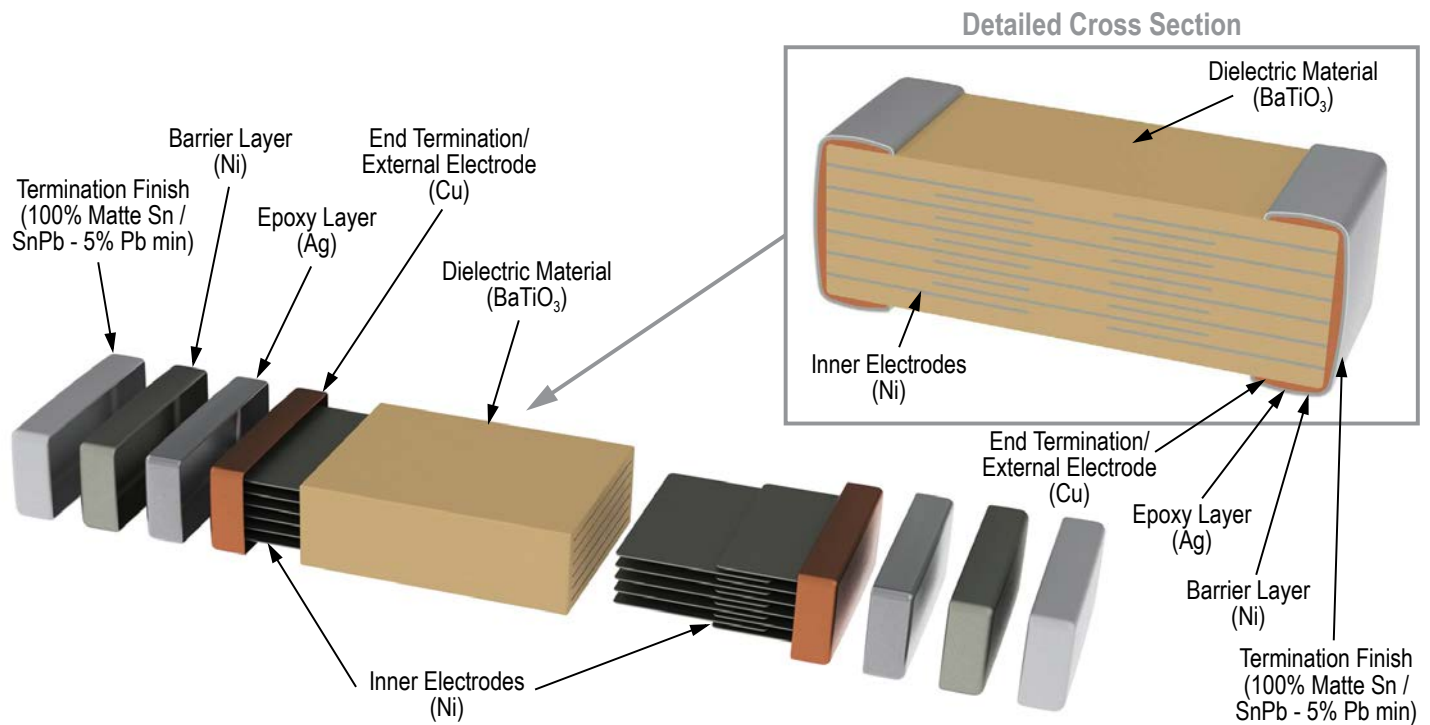 Detailed Cross Section
Dielectric Material
(BaTiO₃)
Inner Electrodes
(Ni)
End Termination/
External Electrode
(Cu)
Epoxy Layer
(Ag)
Barrier Layer
(Ni)
Termination Finish
(100% Matte Sn /
SnPb - 5% Pb min)
Barrier Layer
(Ni)
End Termination/
External Electrode
(Cu)
Termination Finish
(100% Matte Sn /
SnPb - 5% Pb min)
Epoxy Layer
(Ag)
Dielectric Material
(BaTiO₃)
Inner Electrodes
(Ni)